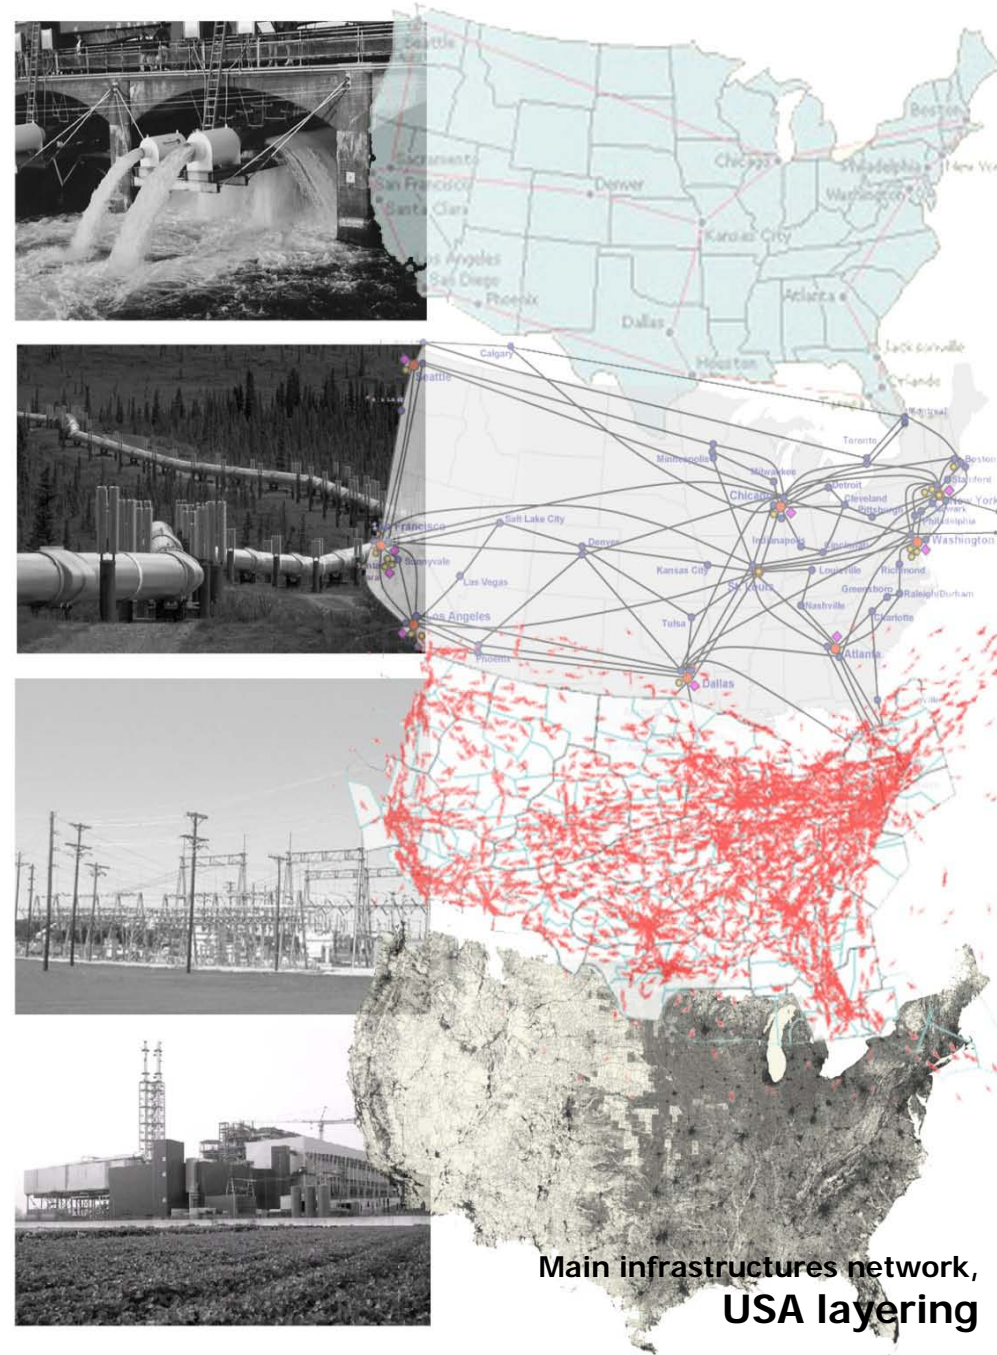 Seattle
Boston
Sacramento
Chicago
Philadelphia
San Francisco
Denver
Washington
Santa Clara
Kansas City
Los Angeles
San Diego
Atlanta
Phoenix
Dallas
Jacksonville
Houston
Orlando
Calgary
Seattle
Montreal
Toronto
Minneapolis
Boston
Milwaukee
Detroit
Stamford
Chicago
Cleveland
New York
Pittsburgh
Newark
Salt Lake City
Philadelphia
Francisco
Denver
Indianapolis
Cincinnati
Washington
Sunnyvale
Kansas City
Louisville
Richmond
Las Vegas
St. Louis
Greensboro
Raleigh/Durham
Nashville
Los Angeles
Charlotte
Tulsa
Phoenix
Atlanta
Dallas
Main infrastructures network,
USA layering